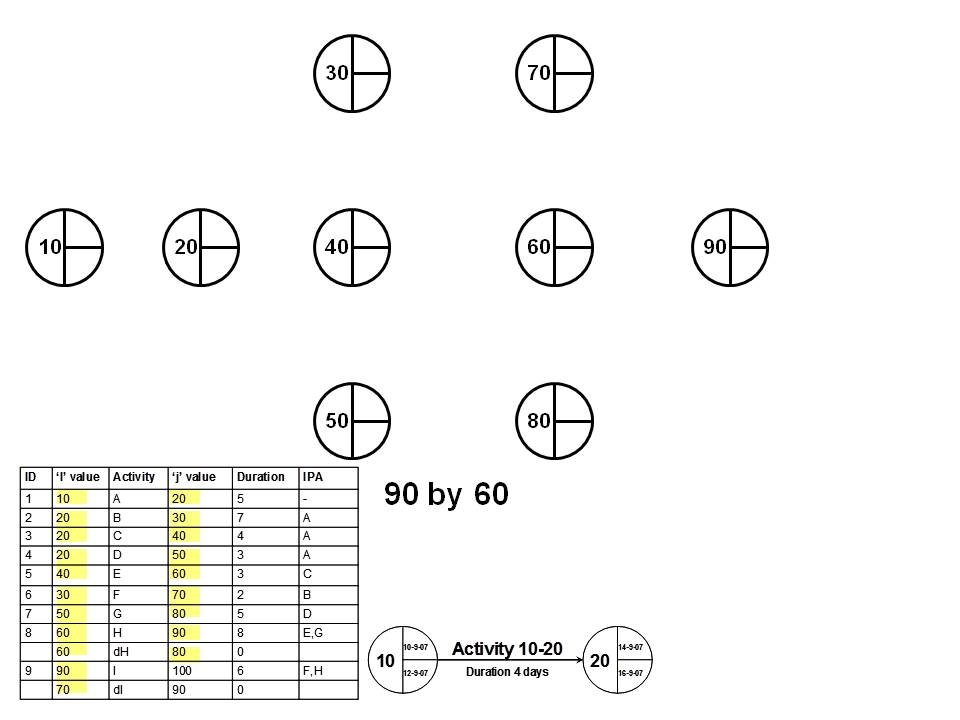 30 70
10 20 40 60 90
50 80
ID ‘I’ value Activity ‘j’ value Duration IPA
1 10 A 20 5 -
2 20 B 30 7 A
3 20 C 40 4 A
4 20 D 50 3 A
5 40 E 60 3 C
6 30 F 70 2 B
7 50 G 80 5 D
8 60 H 90 8 E,G
60 dH 80 0
9 90 I 100 6 F,H
70 dI 90 0
90 by 60
10 10-9-07 12-9-07
Activity 10-20
Duration 4 days
20 14-9-07 16-9-07